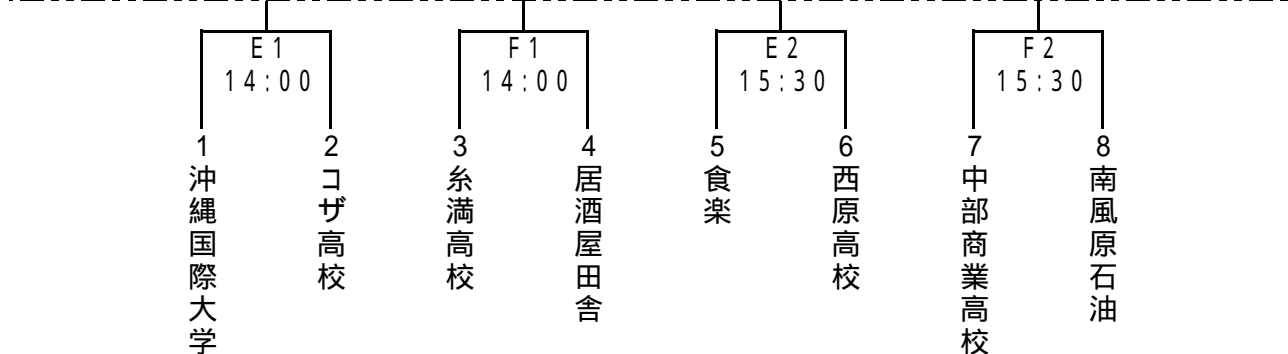 E1
14:00
F1
14:00
E2
15:30
F2
15:30
1
沖縄国際大学
2
コザ高校
3
糸満高校
4
居酒屋田舎
5
食楽
6
西原高校
7
中部商業高校
8
南風原石油